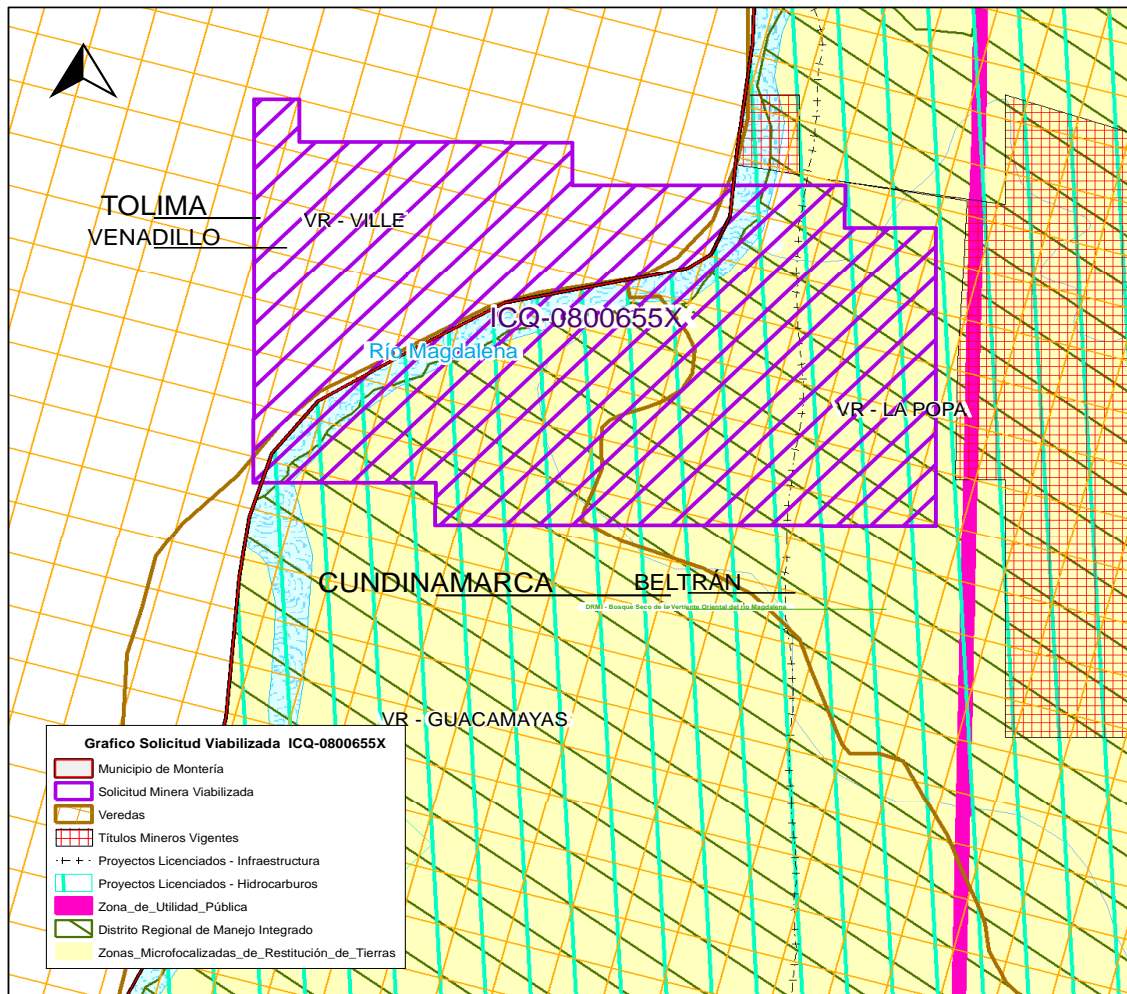 TOLIMA
VENADILLO
VR - VILLE
ICQ-0800655X
Río Magdalena
VR - LA POPA
CUNDINAMARCA
BELTRÁN
DRMI - Bosque Seco de la Vertiente Oriental del río Magdalena
VR - GUACAMAYAS
Grafico Solicitud Viabilizada ICQ-0800655X
Municipio de Montería
Solicitud Minera Viabilizada
Veredas
Títulos Mineros Vigentes
Proyectos Licenciados - Infraestructura
Proyectos Licenciados - Hidrocarburos
Zona_de_Utilidad_Pública
Distrito Regional de Manejo Integrado
Zonas_Microfocalizadas_de_Restitución_de_Tierras